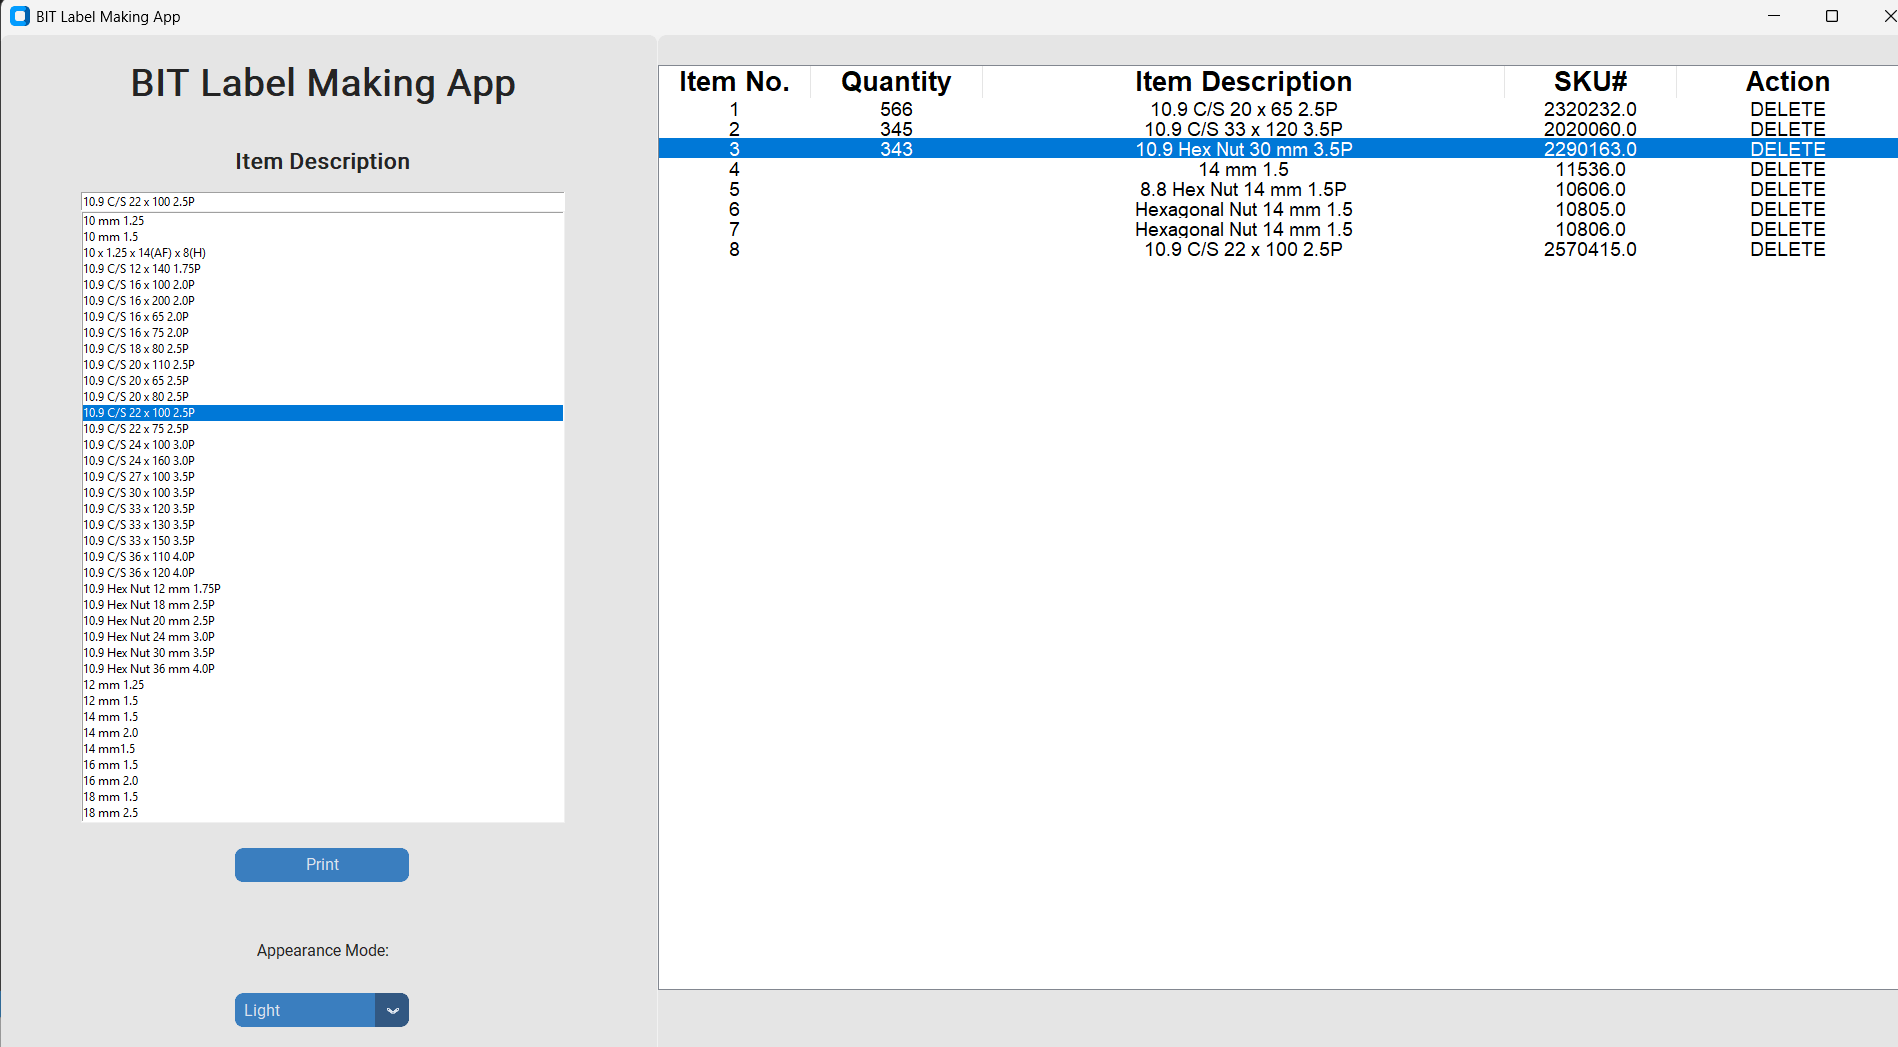 BIT Label Making App
BIT Label Making App
Item Description
10.9 C/S 22 x 100 2.5P
10 mm 1.25
10 mm 1.5
10 x 1.25 x 14(AF) x 8(H)
10.9 C/S 12 x 140 1.75P
10.9 C/S 16 x 100 2.0P
10.9 C/S 16 x 200 2.0P
10.9 C/S 16 x 65 2.0P
10.9 C/S 16 x 75 2.0P
10.9 C/S 18 x 80 2.5P
10.9 C/S 20 x 110 2.5P
10.9 C/S 20 x 65 2.5P
10.9 C/S 20 x 80 2.5P
10.9 C/S 22 x 100 2.5P
10.9 C/S 22 x 75 2.5P
10.9 C/S 24 x 100 3.0P
10.9 C/S 24 x 160 3.0P
10.9 C/S 27 x 100 3.5P
10.9 C/S 30 x 100 3.5P
10.9 C/S 33 x 120 3.5P
10.9 C/S 33 x 130 3.5P
10.9 C/S 33 x 150 3.5P
10.9 C/S 36 x 110 4.0P
10.9 C/S 36 x 120 4.0P
10.9 Hex Nut 12 mm 1.75P
10.9 Hex Nut 18 mm 2.5P
10.9 Hex Nut 20 mm 2.5P
10.9 Hex Nut 24 mm 3.0P
10.9 Hex Nut 30 mm 3.5P
10.9 Hex Nut 36 mm 4.0P
12 mm 1.25
12 mm 1.5
14 mm 1.5
14 mm 2.0
14 mm1.5
16 mm 1.5
16 mm 2.0
18 mm 1.5
18 mm 2.5
Print
Appearance Mode:
Light
Item No. Quantity Item Description SKU# Action
1 566 10.9 C/S 20 x 65 2.5P 2320232.0 DELETE
2 345 10.9 C/S 33 x 120 3.5P 2020060.0 DELETE
3 343 10.9 Hex Nut 30 mm 3.5P 2290163.0 DELETE
4 14 mm 1.5 11536.0 DELETE
5 8.8 Hex Nut 14 mm 1.5P 10606.0 DELETE
6 Hexagonal Nut 14 mm 1.5 10805.0 DELETE
7 Hexagonal Nut 14 mm 1.5 10806.0 DELETE
8 10.9 C/S 22 x 100 2.5P 2570415.0 DELETE